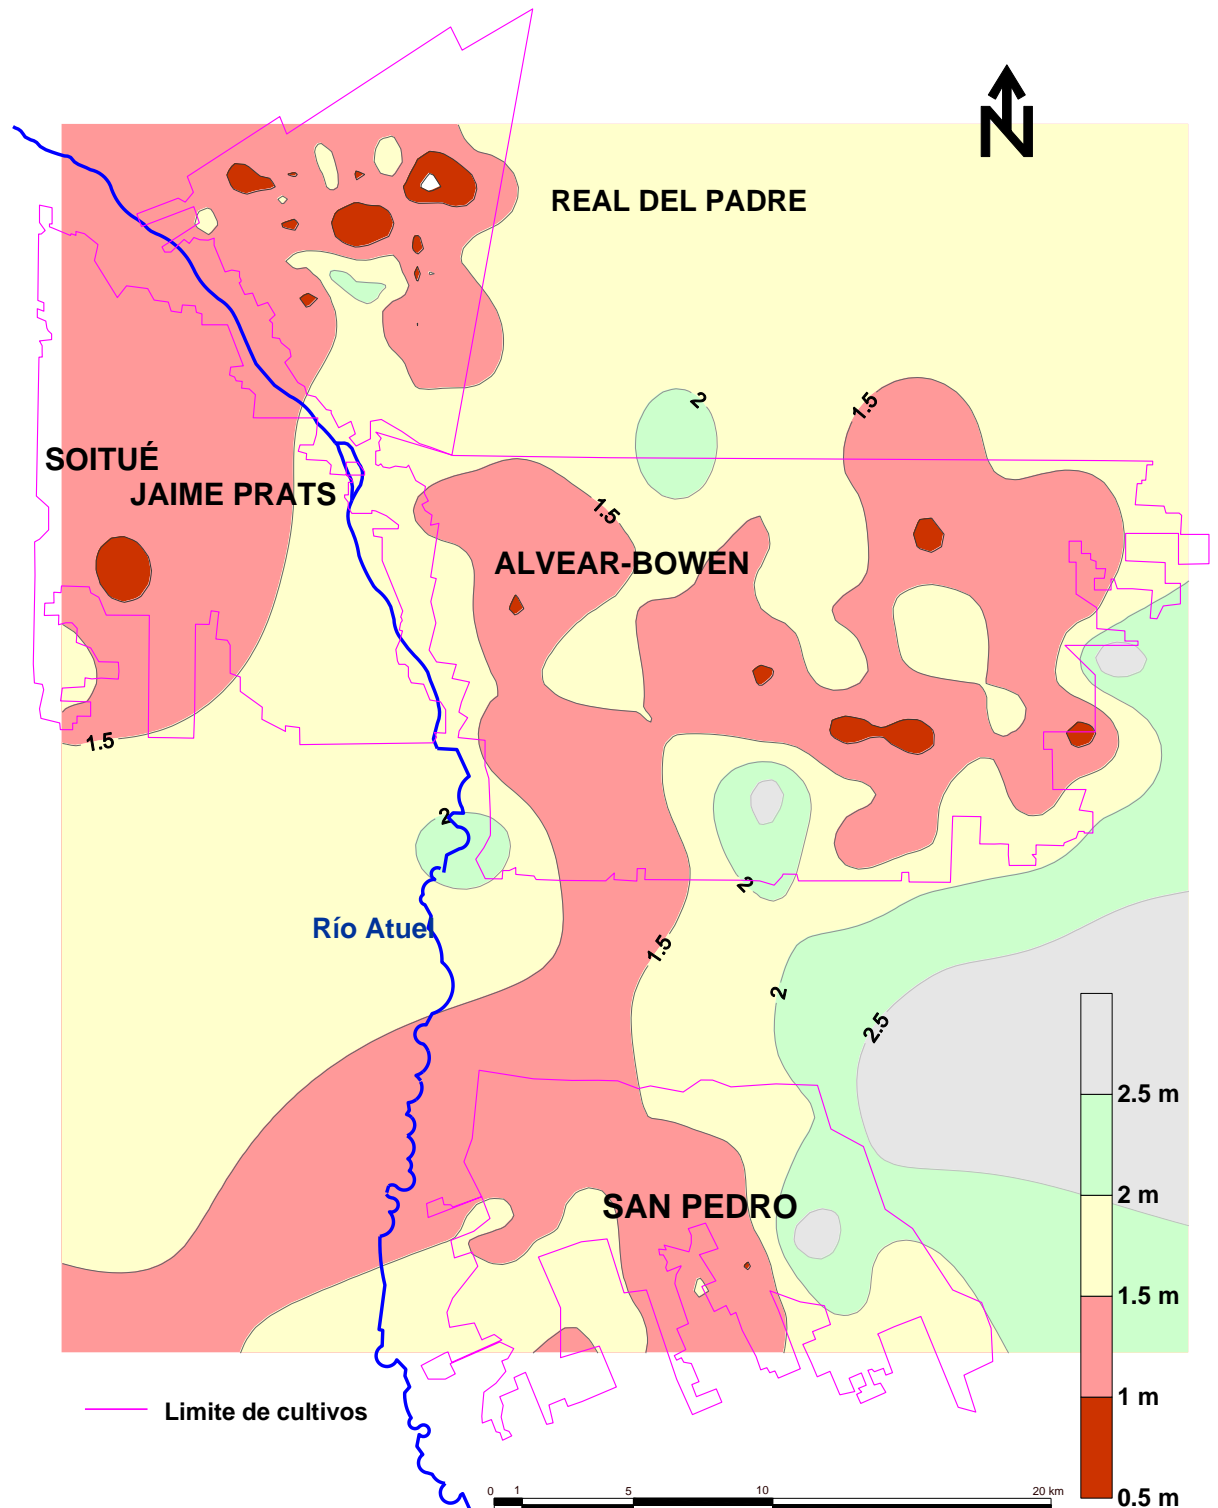 N
REAL DEL PADRE
2
1.5
SOITUÉ
JAIME PRATS
1.5
ALVEAR-BOWEN
1.5
2
2
Río Atuel
1.5
2
2.5
2.5 m
2 m
SAN PEDRO
1.5 m
1 m
Limite de cultivos
0 1 5 10 20 km
0.5 m